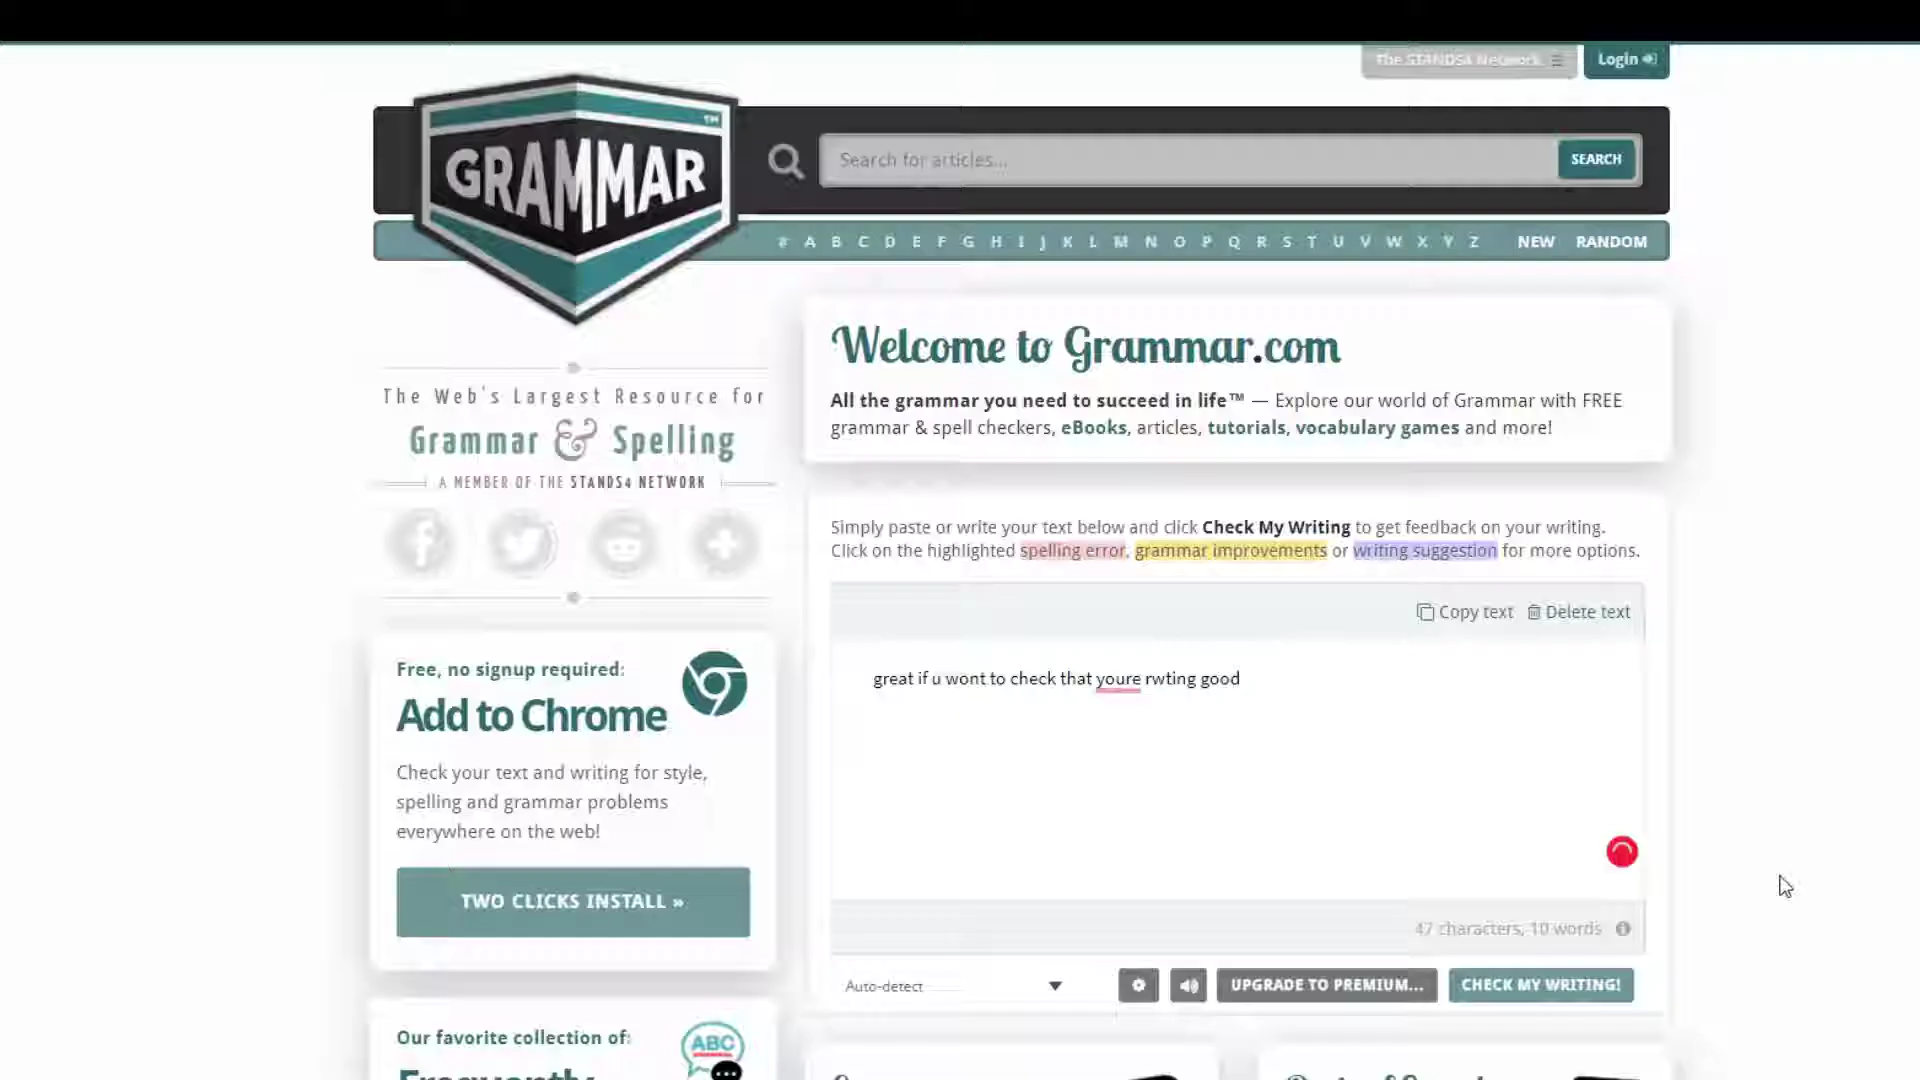 The STANDS4 Network
Login
GRAMMAR
TM
Search for articles...
SEARCH
# A B C D E F G H I J K L M N O P Q R S T U V W X Y Z NEW RANDOM
Welcome to Grammar.com
All the grammar you need to succeed in life™ — Explore our world of Grammar with FREE
grammar & spell checkers, eBooks, articles, tutorials, vocabulary games and more!
The Web's Largest Resource for
Grammar & Spelling
A MEMBER OF THE STANDS4 NETWORK
Simply paste or write your text below and click Check My Writing to get feedback on your writing.
Click on the highlighted spelling error, grammar improvements or writing suggestion for more options.
Copy text Delete text
great if u wont to check that youre rwting good
47 characters, 10 words
Auto-detect
UPGRADE TO PREMIUM...
CHECK MY WRITING!
Free, no signup required:
Add to Chrome
Check your text and writing for style,
spelling and grammar problems
everywhere on the web!
TWO CLICKS INSTALL »
Our favorite collection of:
ABC
Frequently